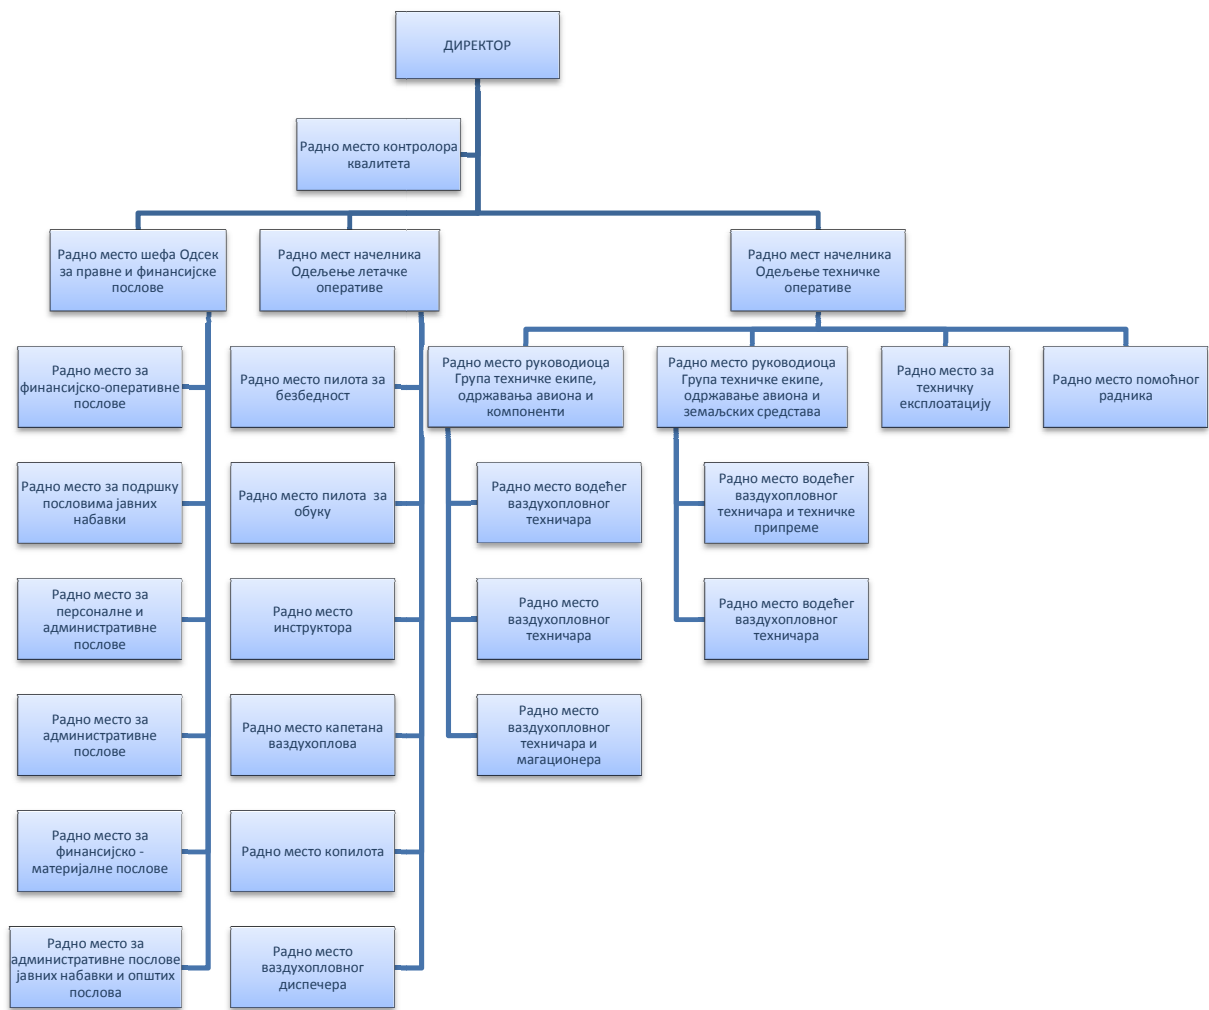 ДИРЕКТОР
Радно место контролора
квалитета
Радно место шефа Одсек
за правне и финансијске
послове
Радно мест начелника
Одељење летачке
оперативе
Радно мест начелника
Одељење техничке
оперативе
Радно место за
финансијско-оперативне
послове
Радно место за подршку
пословима јавних
набавки
Радно место за
персоналне и
административне
послове
Радно место за
административне
послове
Радно место за
финансијско -
материјалне послове
Радно место за
административне послове
јавних набавки и општих
послова
Радно место пилота за
безбедност
Радно место пилота за
обуку
Радно место
инструктора
Радно место капетана
ваздухоплова
Радно место копилота
Радно место
ваздухопловног
диспечера
Радно место руководиоца
Група техничке екипе,
одржавања авиона и
компоненти
Радно место водећег
ваздухопловног
техничара
Радно место
ваздухопловног
техничара
Радно место
ваздухопловног
техничара и
магационера
Радно место руководиоца
Група техничке екипе,
одржавање авиона и
земаљских средстава
Радно место водећег
ваздухопловног
техничара и техничке
припреме
Радно место водећег
ваздухопловног
техничара
Радно место за
техничку
експлоатацију
Радно место помоћног
радника